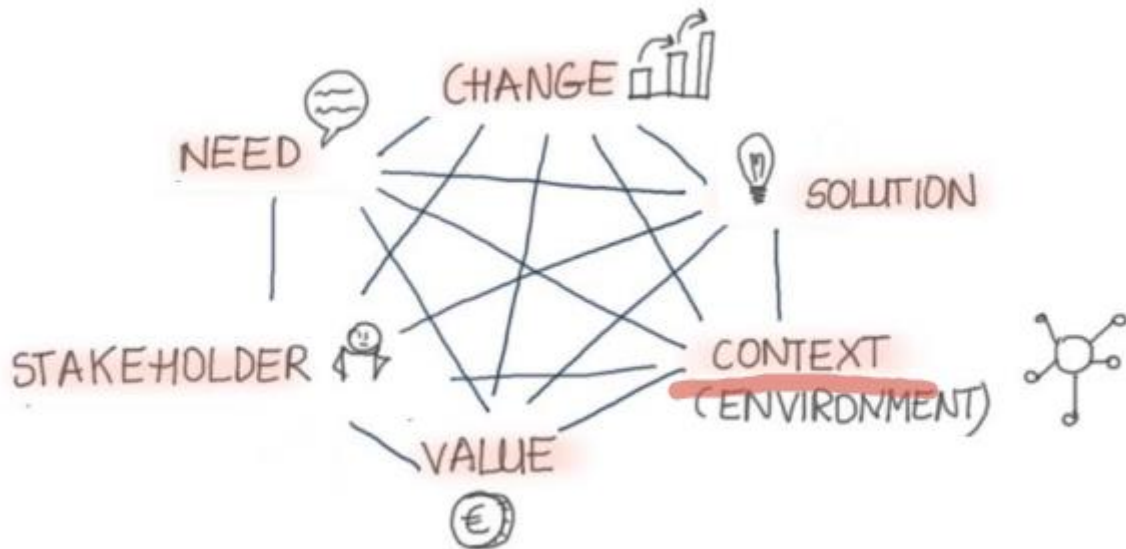 CHANGE
NEED
SOLUTION
STAKEHOLDER
CONTEXT
(ENVIRONMENT)
VALUE
€